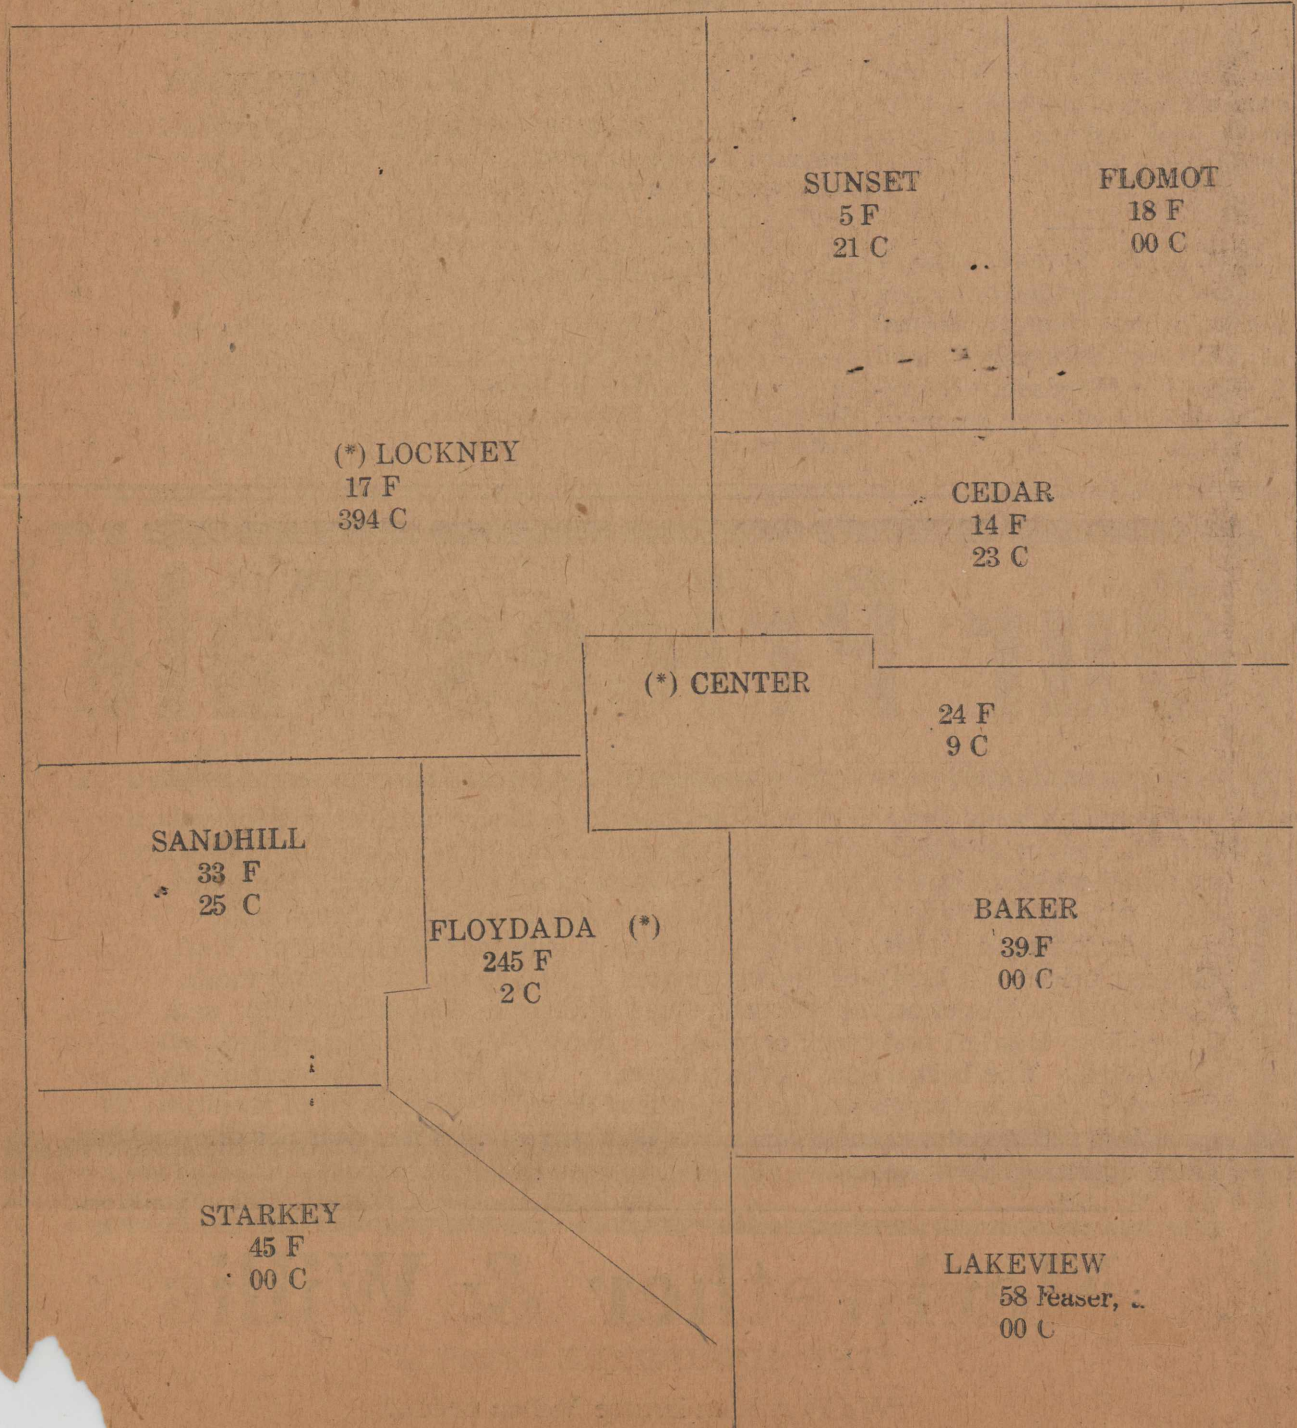 SUNSET
5 F
21 C
FLOMOT
18 F
00 C
(*) LOCKNEY
17 F
394 C
CEDAR
14 F
23 C
(*) CENTER
24 F
9 C
SANDHILL
33 F
25 C
FLOYDADA (*)
245 F
2 C
BAKER
39 F
00 C
STARKEY
45 F
00 C
LAKEVIEW
58 Feaser,
00 C